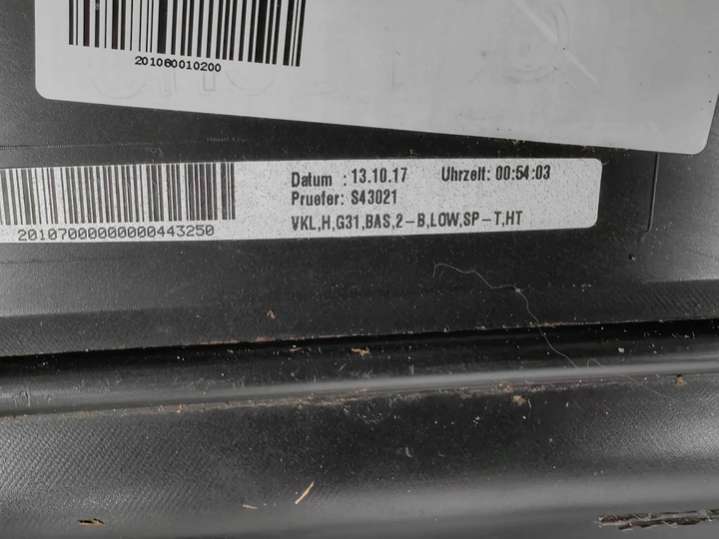 201080010200
Datum : 13.10.17 Uhrzeit: 00:54:03
Pruefer: S43021
VKL,H,G31,BAS,2-B,LOW,SP-T,HT
20107000000000443250